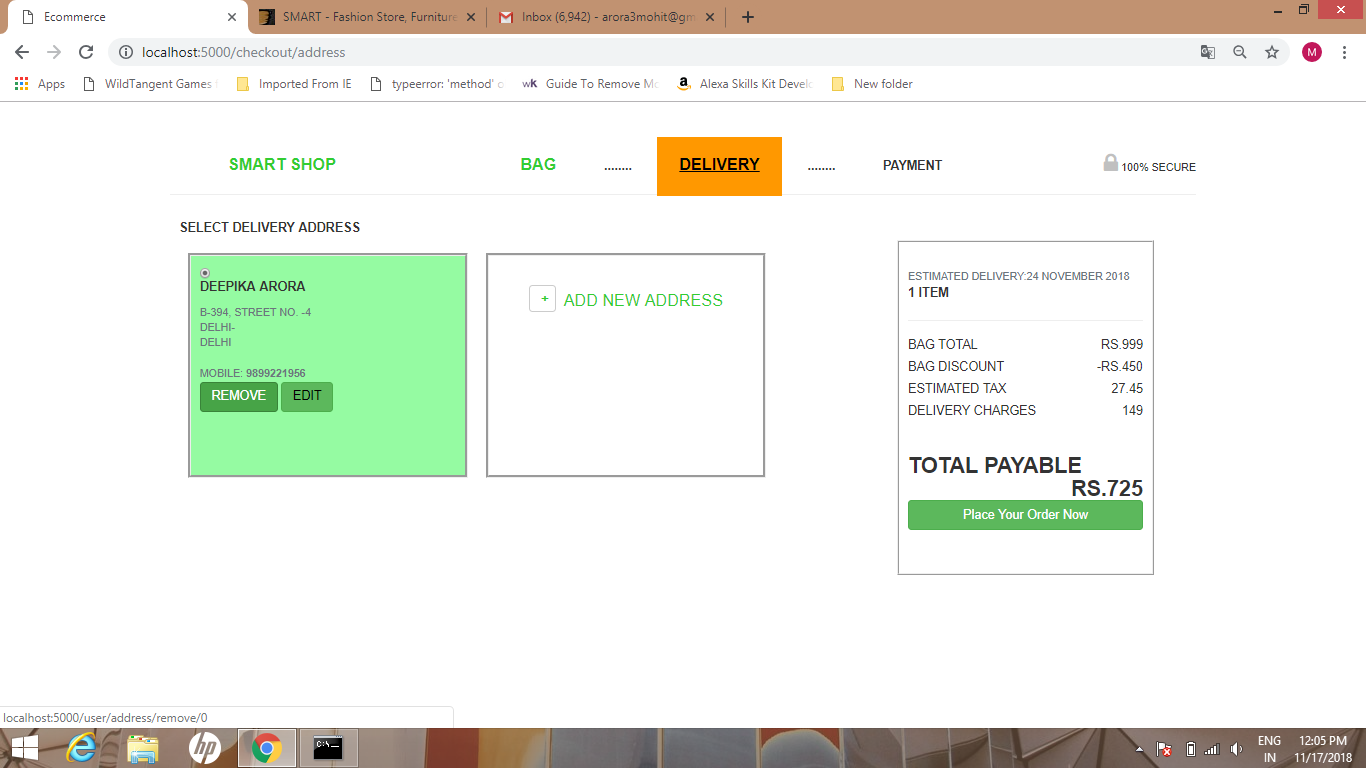 Ecommerce
SMART - Fashion Store, Furniture
Inbox (6,942) - arora3mohit@gm
localhost:5000/checkout/address
M
Apps
WildTangent Games
Imported From IE
typeerror: 'method' o
wk Guide To Remove Mo
a Alexa Skills Kit Develo
New folder
SMART SHOP BAG ........ DELIVERY ........ PAYMENT 100% SECURE
SELECT DELIVERY ADDRESS
DEEPIKA ARORA
B-394, STREET NO. -4
DELHI-
DELHI
MOBILE: 9899221956
REMOVE EDIT
+ ADD NEW ADDRESS
ESTIMATED DELIVERY:24 NOVEMBER 2018
1 ITEM
BAG TOTAL RS.999
BAG DISCOUNT -RS.450
ESTIMATED TAX 27.45
DELIVERY CHARGES 149
TOTAL PAYABLE
RS.725
Place Your Order Now
localhost:5000/user/address/remove/0
hp
C:\-
ENG 12:05 PM
IN 11/17/2018